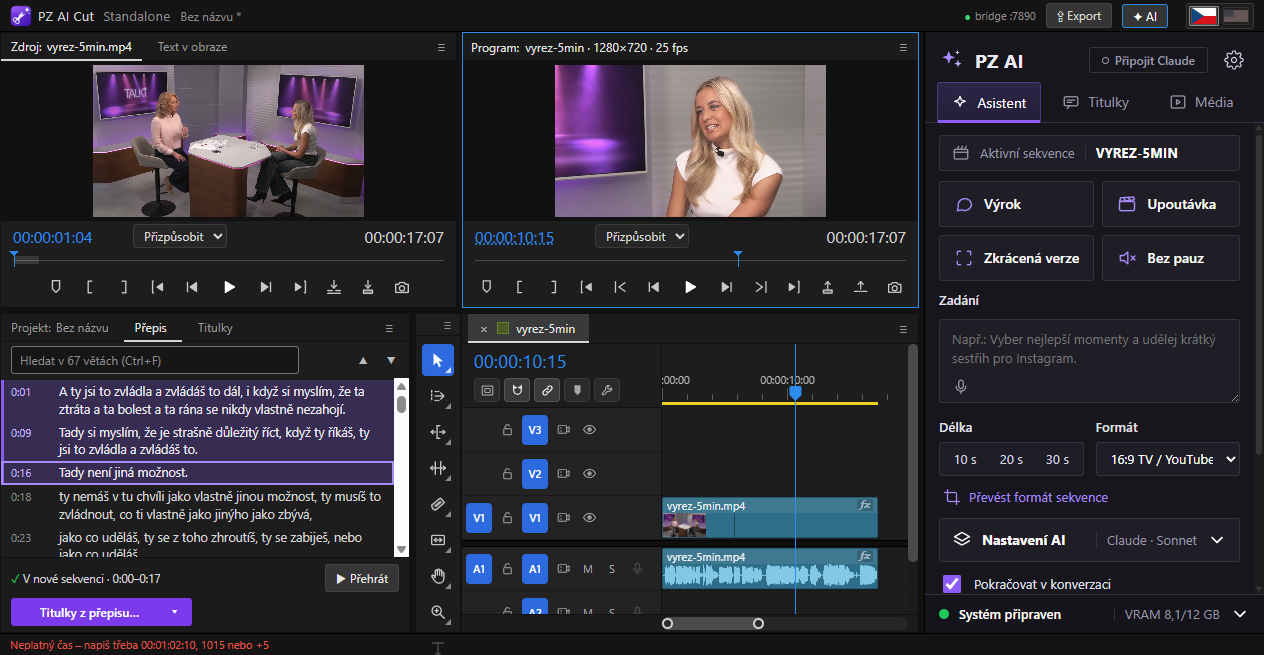 PZ AI Cut Standalone Bez názvu *
bridge :7890
Export
AI
Zdroj: vyrez-5min.mp4
Text v obraze
Program: vyrez-5min · 1280×720 · 25 fps
TALKT
00:00:01:04
Přizpůsobit
00:00:17:07
00:00:10:15
Přizpůsobit
00:00:17:07
PZ AI
Připojit Claude
Asistent
Titulky
Média
Aktivní sekvence
VYREZ-5MIN
Výrok
Upoutávka
Zkrácená verze
Bez pauz
Zadání
Např.: Vyber nejlepší momenty a udělej krátký
sestřih pro Instagram.
Délka
Formát
10 s 20 s 30 s
16:9 TV / YouTube
Převést formát sekvence
Nastavení AI
Claude · Sonnet
Pokračovat v konverzaci
Systém připraven
VRAM 8,1/12 GB
Projekt: Bez názvu
Přepis
Titulky
Hledat v 67 větách (Ctrl+F)
0:01 A ty jsi to zvládla a zvládáš to dál, i když si myslím, že ta
ztráta a ta bolest a ta rána se nikdy vlastně nezahojí.
0:09 Tady si myslím, že je strašně důležitý říct, když ty říkáš, ty
jsi to zvládla a zvládáš to.
0:16 Tady není jiná možnost.
0:18 ty nemáš v tu chvíli jako vlastně jinou možnost, ty musíš to
zvládnout, co ti vlastně jako jinýho jako zbývá,
0:23 jako co uděláš, ty se z toho zhroutíš, ty se zabiješ, nebo
jako co uděláš
✓ V nové sekvenci · 0:00–0:17
Přehrát
Titulky z přepisu...
vyrez-5min
00:00:10:15
:00:00
00:00:10:00
V3
V2
V1 V1
vyrez-5min.mp4 fx
A1 A1 M S
vyrez-5min.mp4 fx
A2 M S
Neplatný čas – napiš třeba 00:01:02:10, 1015 nebo +5